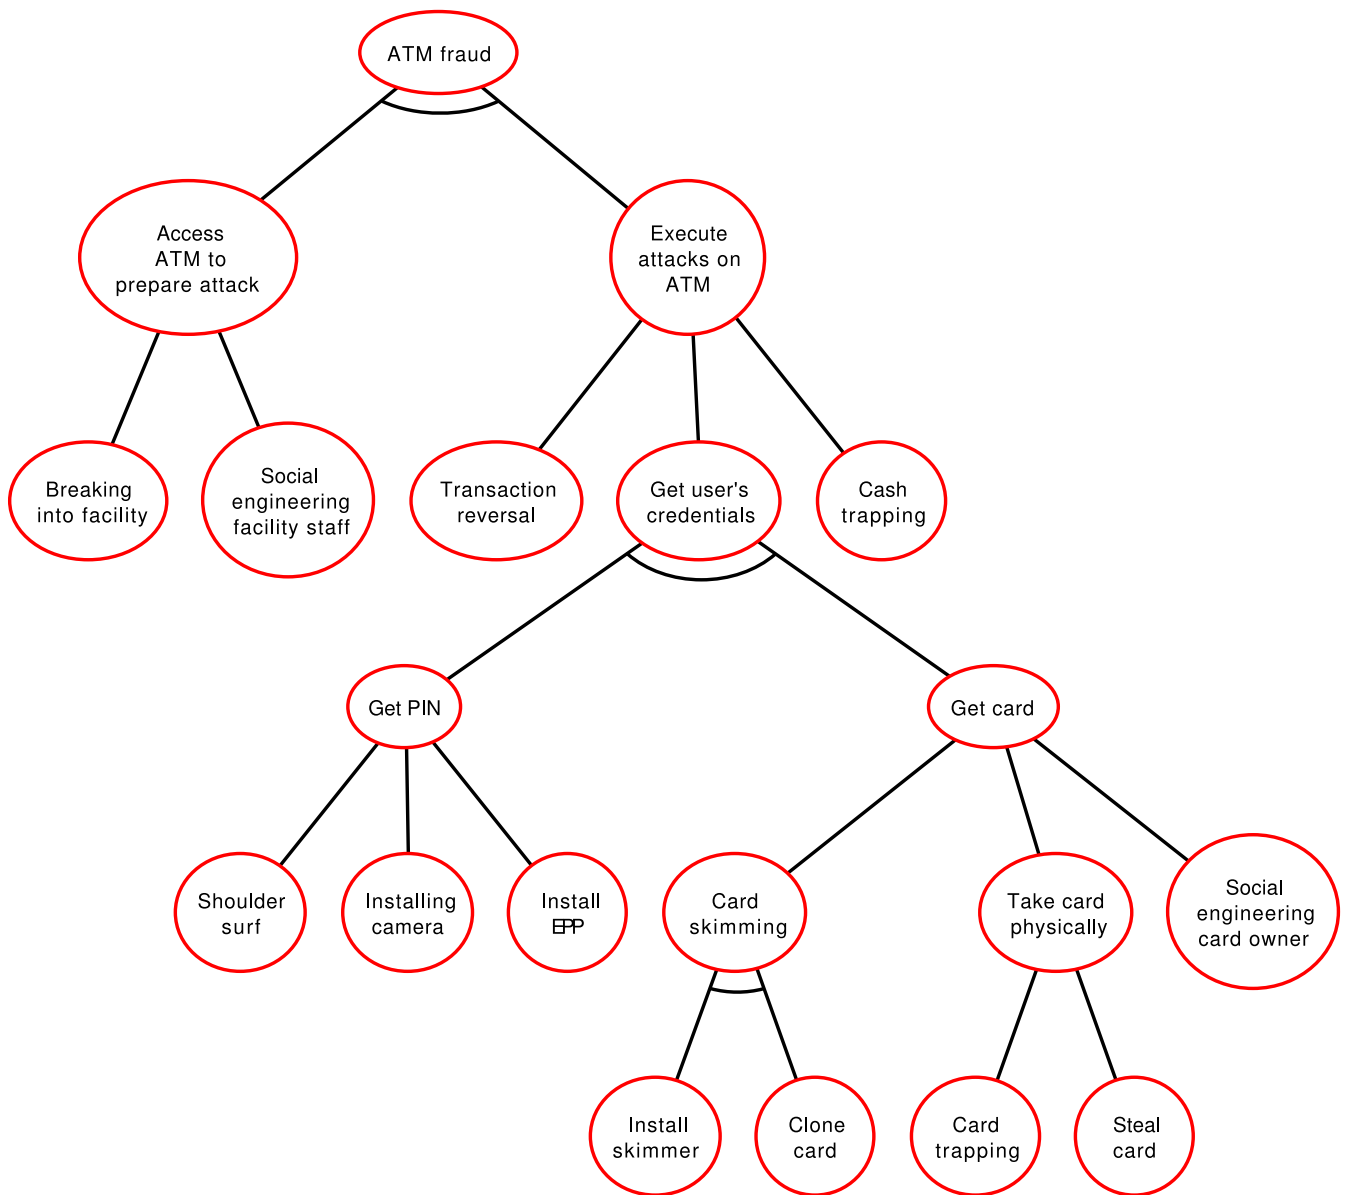 ATM fraud
Access
ATM to
prepare attack
Execute
attacks on
ATM
Breaking
into facility
Social
engineering
facility staff
Transaction
reversal
Get user's
credentials
Cash
trapping
Get PIN
Get card
Shoulder
surf
Installing
camera
Install
EPP
Card
skimming
Take card
physically
Social
engineering
card owner
Install
skimmer
Clone
card
Card
trapping
Steal
card